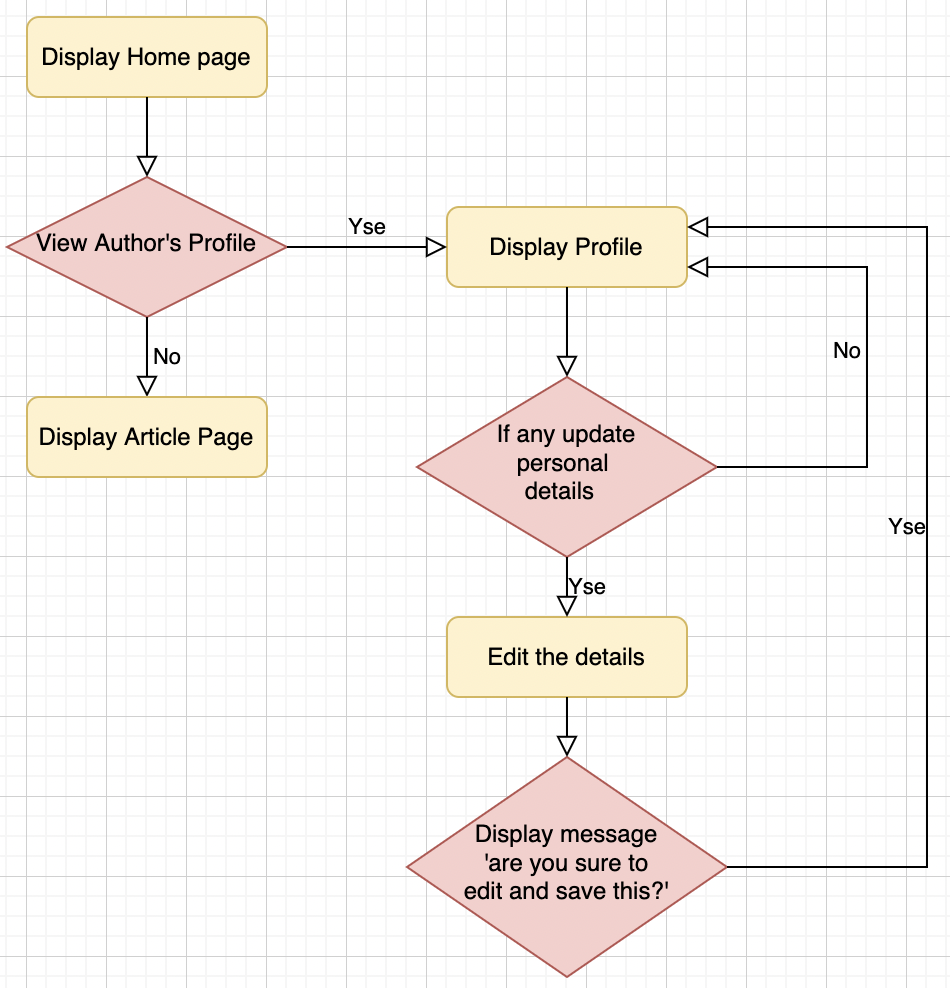 Display Home page
View Author's Profile
Yse
Display Profile
No
Display Article Page
No
If any update
personal
details
Yse
Yse
Edit the details
Display message
'are you sure to
edit and save this?'